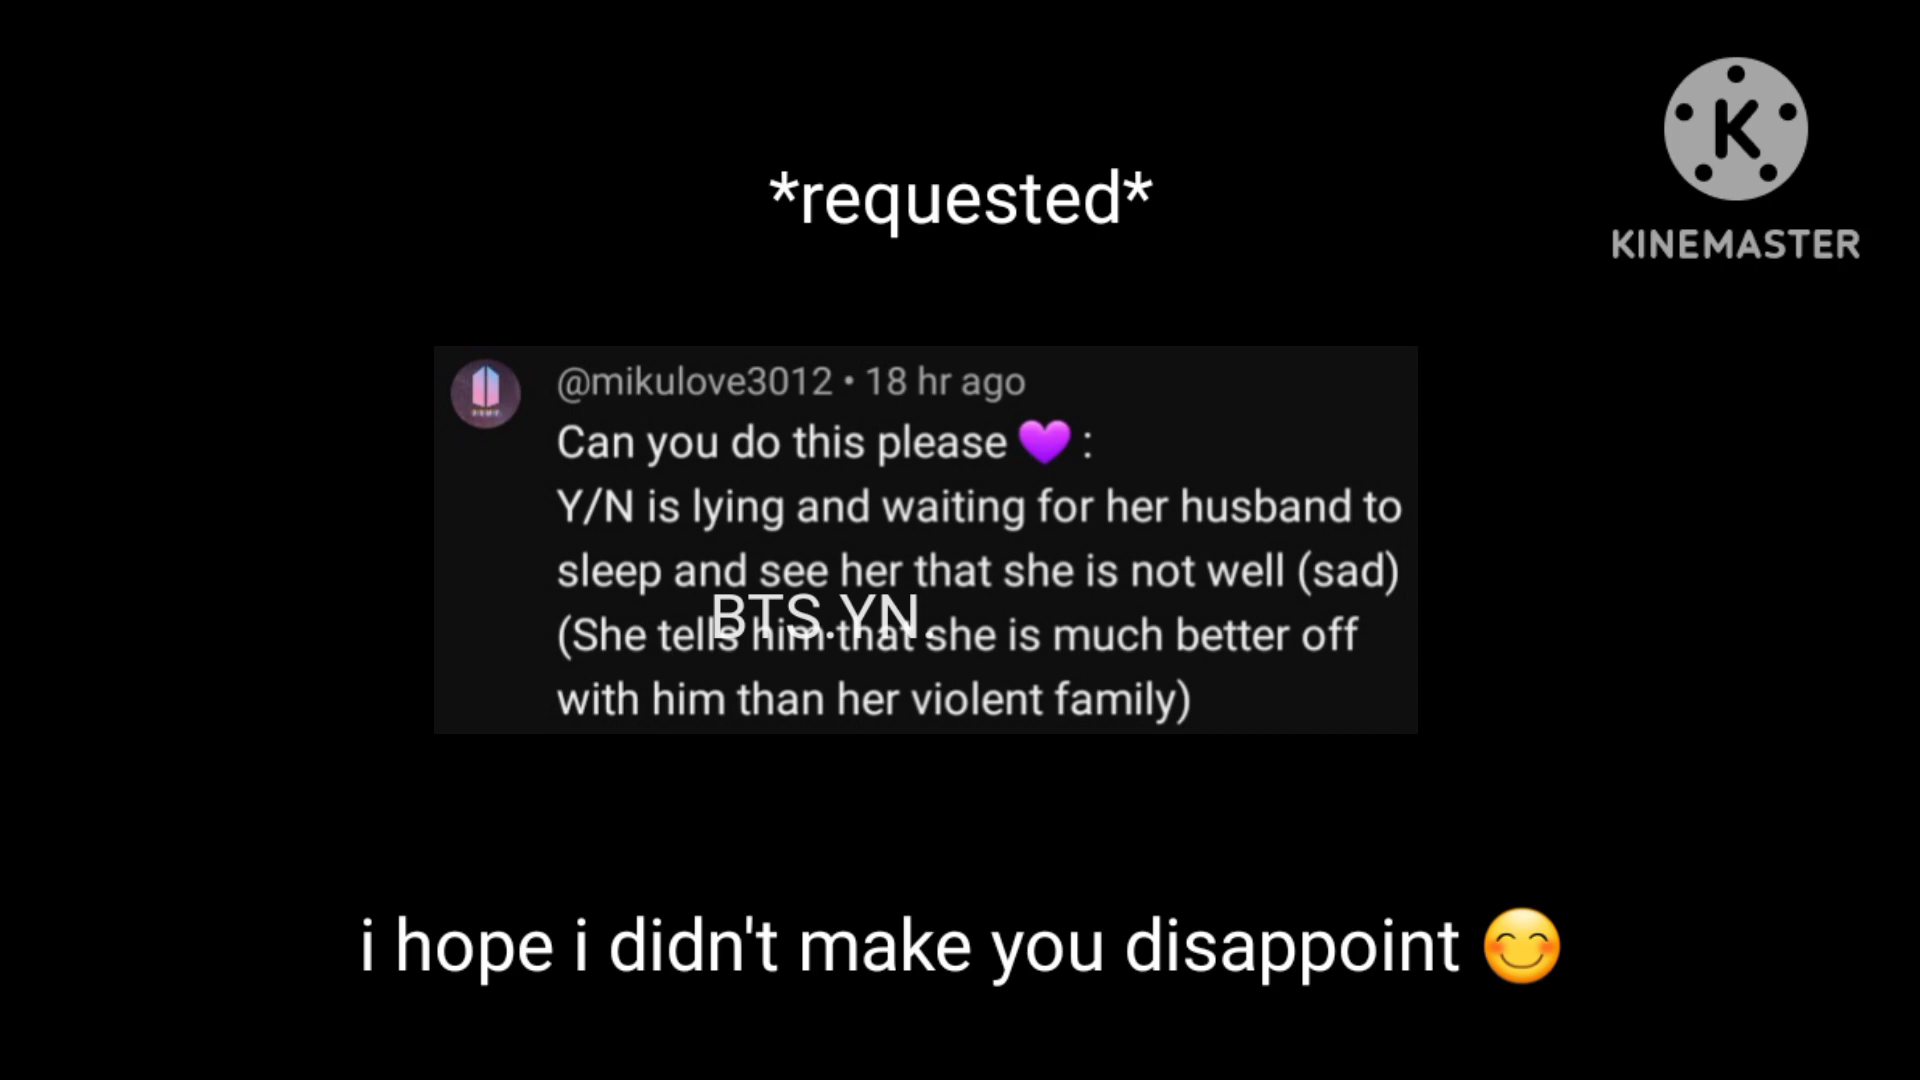 *requested*
K
KINEMASTER
@mikulove3012 • 18 hr ago
Can you do this please 💜 :
Y/N is lying and waiting for her husband to
sleep and see her that she is not well (sad)
BTS.YN.
(She tells him that she is much better off
with him than her violent family)
i hope i didn't make you disappoint 😊